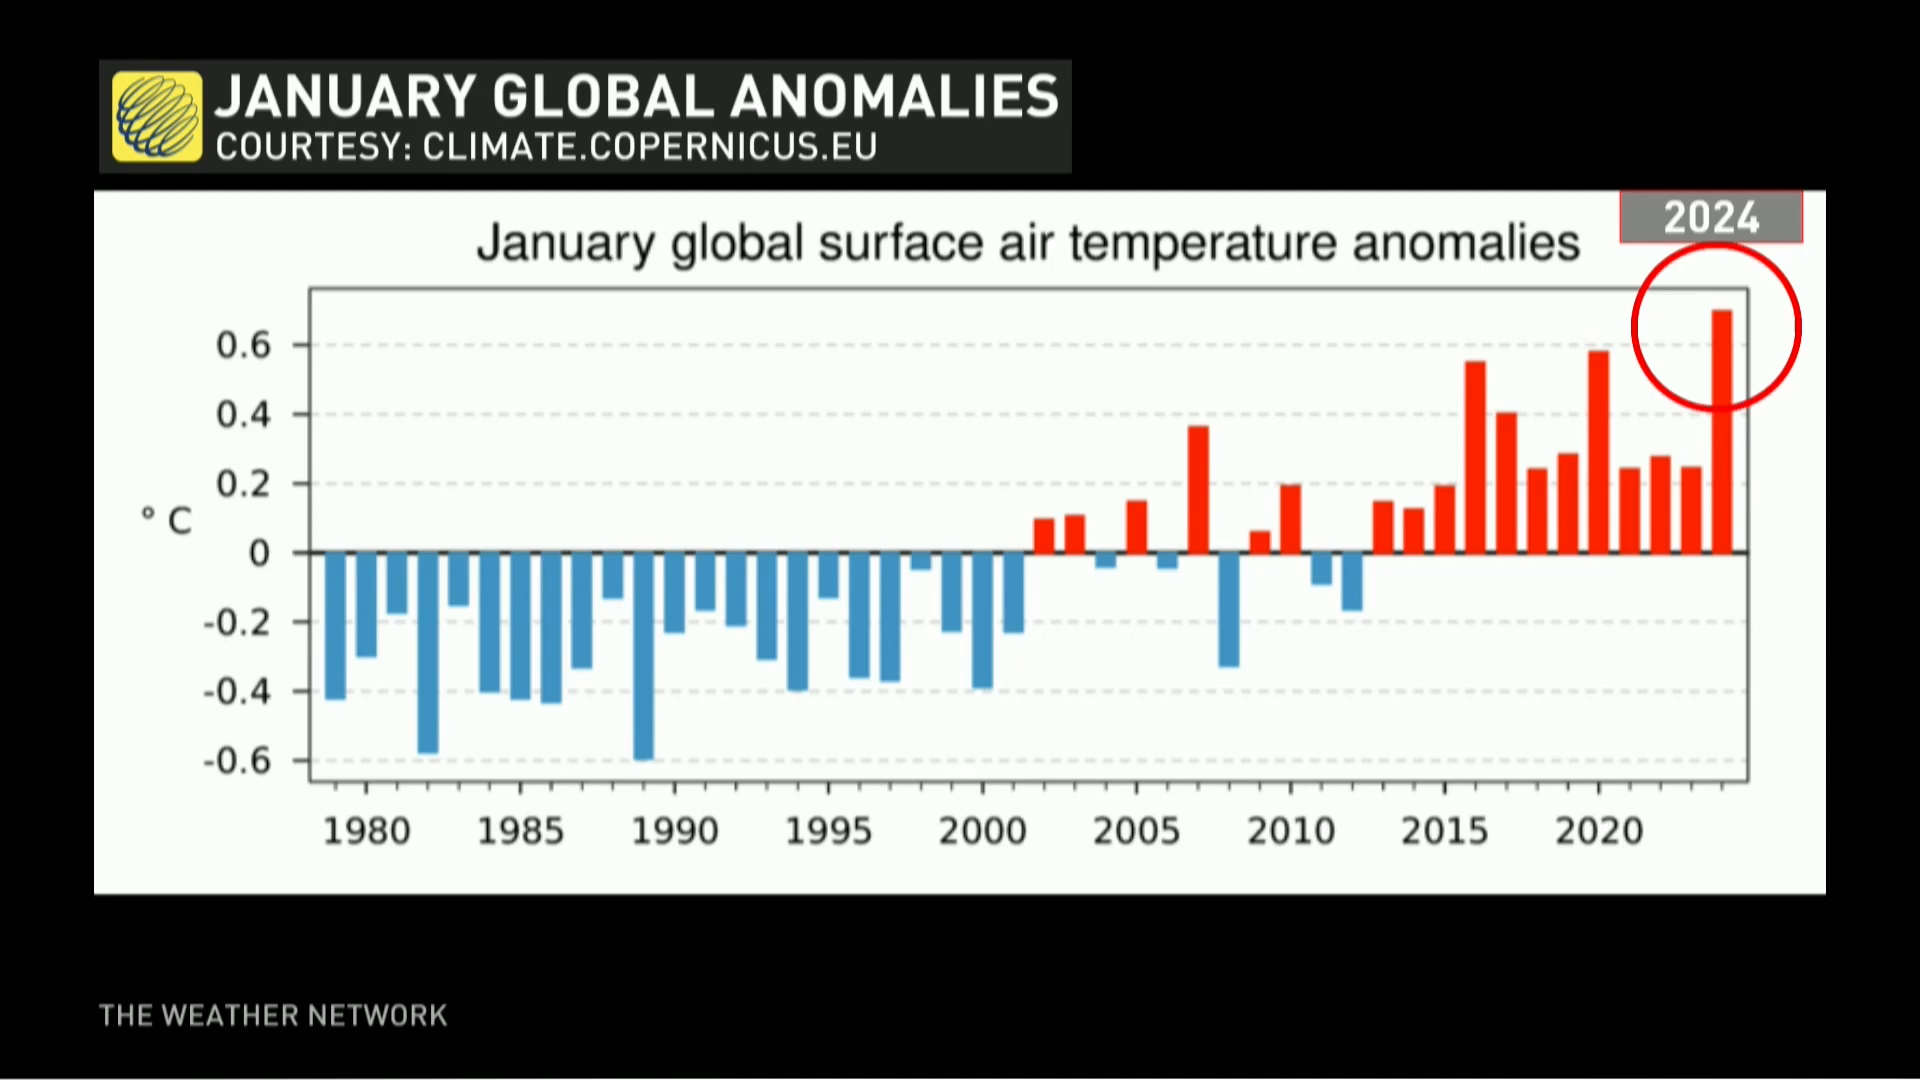 JANUARY GLOBAL ANOMALIES
COURTESY: CLIMATE.COPERNICUS.EU
2024
January global surface air temperature anomalies
0.6
0.4
0.2
° C
0
-0.2
-0.4
-0.6
1980 1985 1990 1995 2000 2005 2010 2015 2020
THE WEATHER NETWORK